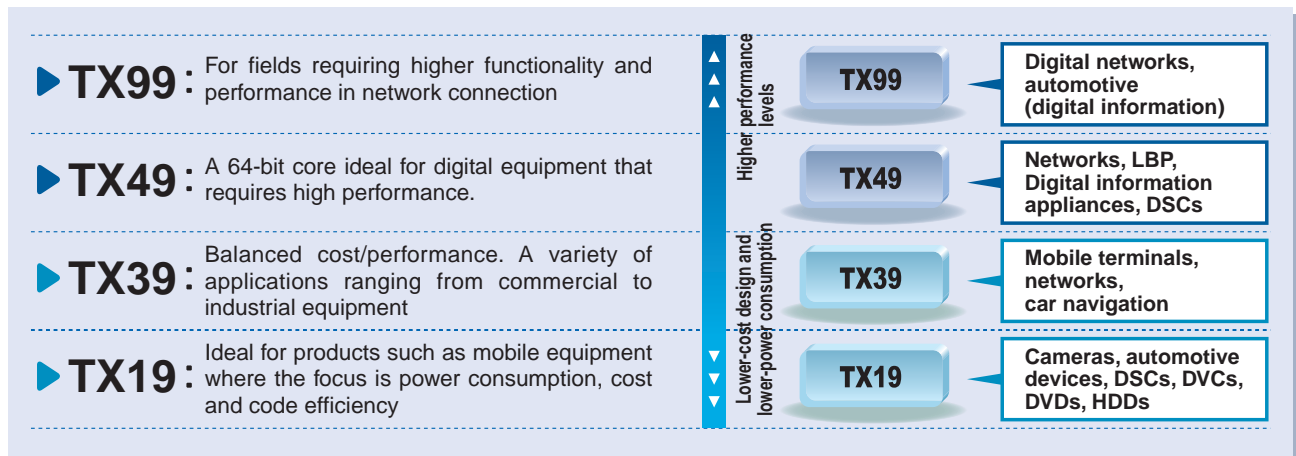 TX99 : For fields requiring higher functionality and
performance in network connection
TX49 : A 64-bit core ideal for digital equipment that
requires high performance.
TX39 : Balanced cost/performance. A variety of
applications ranging from commercial to
industrial equipment
TX19 : Ideal for products such as mobile equipment
where the focus is power consumption, cost
and code efficiency
Higher performance
levels
Lower-cost design and
lower-power consumption
TX99
Digital networks,
automotive
(digital information)
TX49
Networks, LBP,
Digital information
appliances, DSCs
TX39
Mobile terminals,
networks,
car navigation
TX19
Cameras, automotive
devices, DSCs, DVCs,
DVDs, HDDs